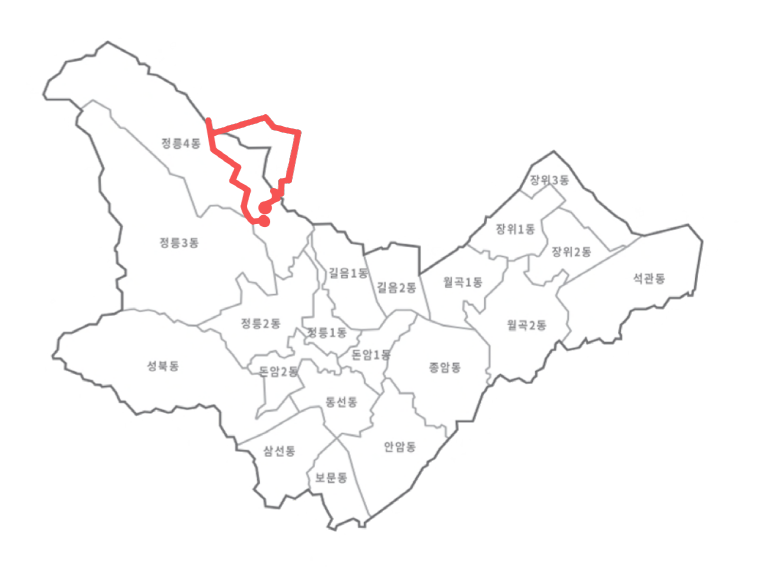 정릉4동
장위3동
장위1동
정릉3동
장위2동
길음1동
석관동
월곡1동
길음2동
정릉2동
월곡2동
정릉1동
돈암1동
성북동
종암동
돈암2동
동선동
안암동
삼선동
보문동